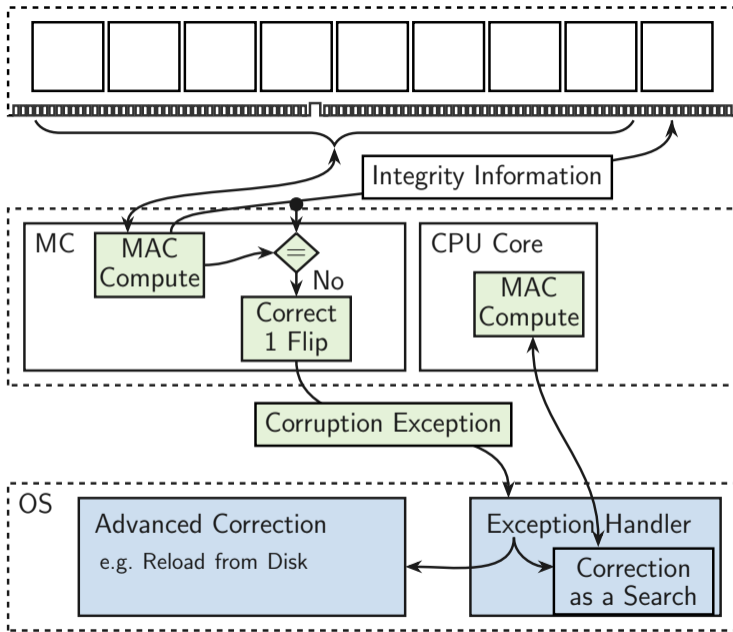 Integrity Information
MC
MAC
Compute
=
No
Correct
1 Flip
CPU Core
MAC
Compute
Corruption Exception
OS
Advanced Correction
e.g. Reload from Disk
Exception Handler
Correction
as a Search